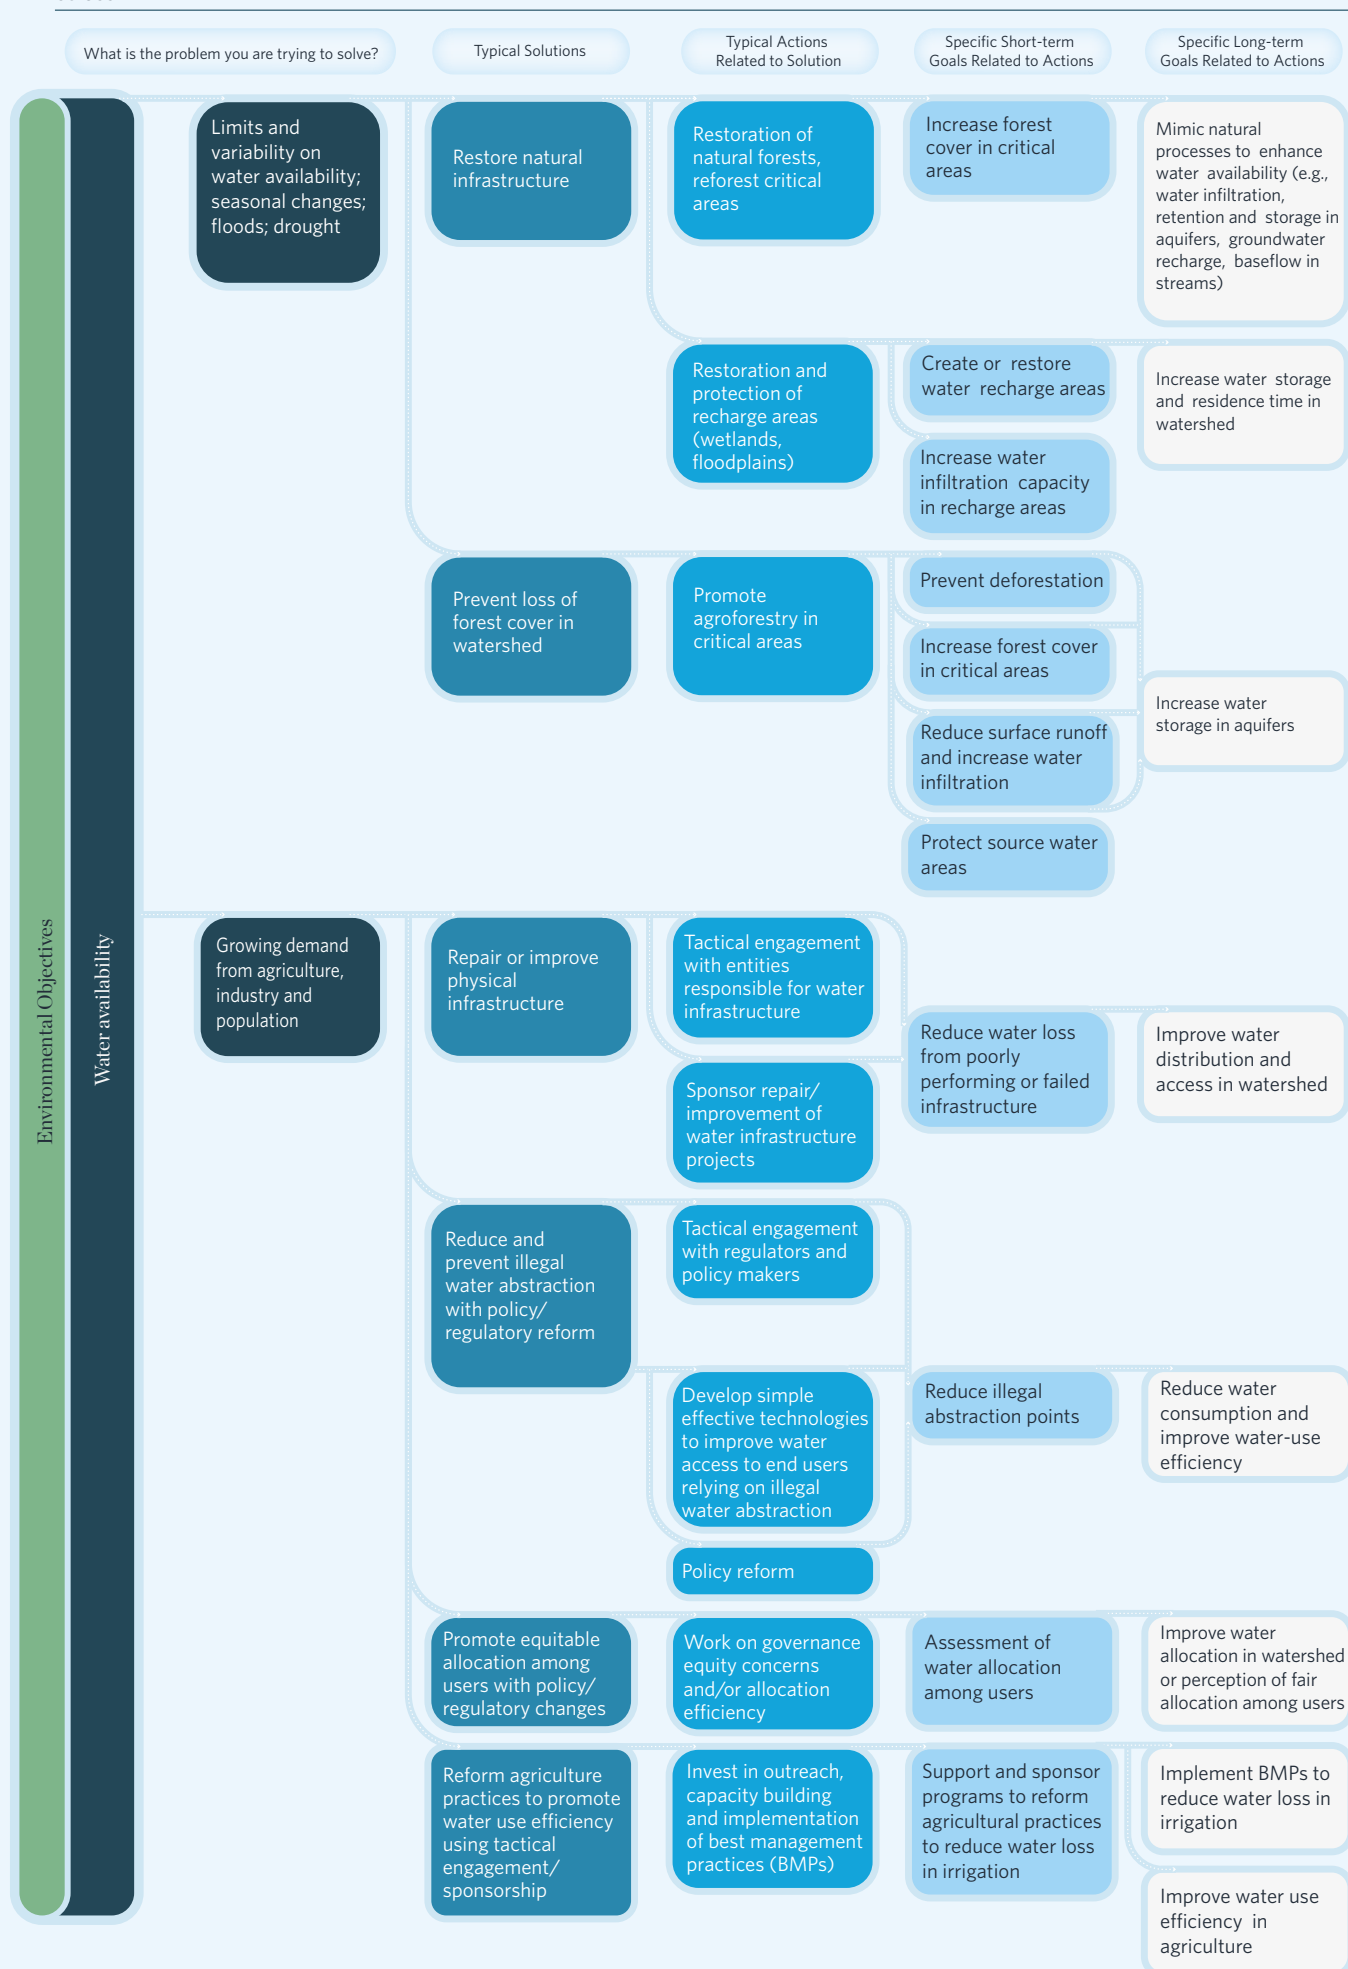 What is the problem you are trying to solve?
Typical Solutions
Typical Actions
Related to Solution
Specific Short-term
Goals Related to Actions
Specific Long-term
Goals Related to Actions
Environmental Objectives
Water availability
Limits and
variability on
water availability;
seasonal changes;
floods; drought
Restore natural
infrastructure
Restoration of
natural forests,
reforest critical
areas
Increase forest
cover in critical
areas
Mimic natural
processes to enhance
water availability (e.g.,
water infiltration,
retention and storage in
aquifers, groundwater
recharge, baseflow in
streams)
Restoration and
protection of
recharge areas
(wetlands,
floodplains)
Create or restore
water recharge areas
Increase water
infiltration capacity
in recharge areas
Increase water storage
and residence time in
watershed
Prevent loss of
forest cover in
watershed
Promote
agroforestry in
critical areas
Prevent deforestation
Increase forest cover
in critical areas
Reduce surface runoff
and increase water
infiltration
Protect source water
areas
Increase water
storage in aquifers
Growing demand
from agriculture,
industry and
population
Repair or improve
physical
infrastructure
Tactical engagement
with entities
responsible for water
infrastructure
Sponsor repair/
improvement of
water infrastructure
projects
Reduce water loss
from poorly
performing or failed
infrastructure
Improve water
distribution and
access in watershed
Reduce and
prevent illegal
water abstraction
with policy/
regulatory reform
Tactical engagement
with regulators and
policy makers
Develop simple
effective technologies
to improve water
access to end users
relying on illegal
water abstraction
Policy reform
Reduce illegal
abstraction points
Reduce water
consumption and
improve water-use
efficiency
Promote equitable
allocation among
users with policy/
regulatory changes
Work on governance
equity concerns
and/or allocation
efficiency
Assessment of
water allocation
among users
Improve water
allocation in watershed
or perception of fair
allocation among users
Reform agriculture
practices to promote
water use efficiency
using tactical
engagement/
sponsorship
Invest in outreach,
capacity building
and implementation
of best management
practices (BMPs)
Support and sponsor
programs to reform
agricultural practices
to reduce water loss
in irrigation
Implement BMPs to
reduce water loss in
irrigation
Improve water use
efficiency in
agriculture